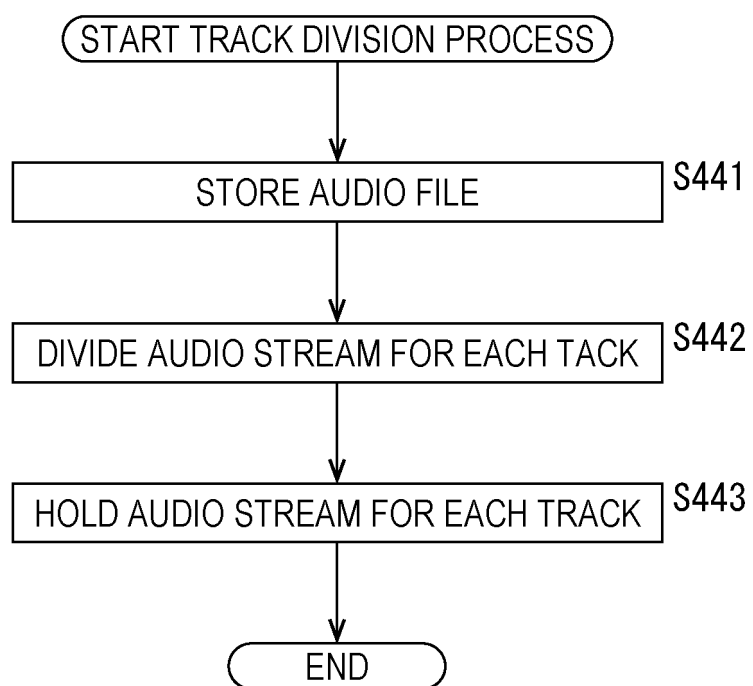 START TRACK DIVISION PROCESS
STORE AUDIO FILE
S441
DIVIDE AUDIO STREAM FOR EACH TACK
S442
HOLD AUDIO STREAM FOR EACH TRACK
S443
END